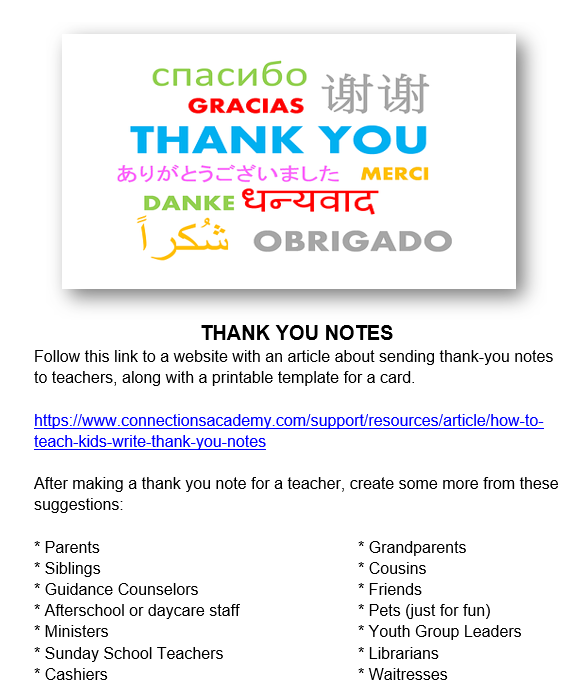 спасибо
GRACIAS 谢谢
THANK YOU
ありがとうございました MERCI
DANKE धन्यवाद
شُكراً OBRIGADO
THANK YOU NOTES
Follow this link to a website with an article about sending thank-you notes
to teachers, along with a printable template for a card.
https://www.connectionsacademy.com/support/resources/article/how-to-
teach-kids-write-thank-you-notes
After making a thank you note for a teacher, create some more from these
suggestions:
* Parents
* Siblings
* Guidance Counselors
* Afterschool or daycare staff
* Ministers
* Sunday School Teachers
* Cashiers
* Grandparents
* Cousins
* Friends
* Pets (just for fun)
* Youth Group Leaders
* Librarians
* Waitresses